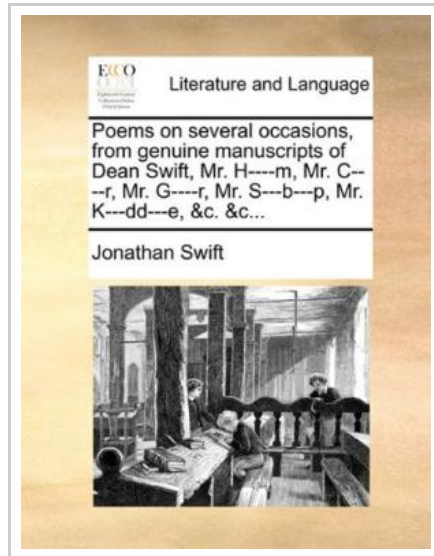 ECCO
Literature and Language
Poems on several occasions,
from genuine manuscripts of
Dean Swift, Mr. H----m, Mr. C---
--r, Mr. G----r, Mr. S---b---p, Mr.
K---dd---e, &c. &c...
Jonathan Swift